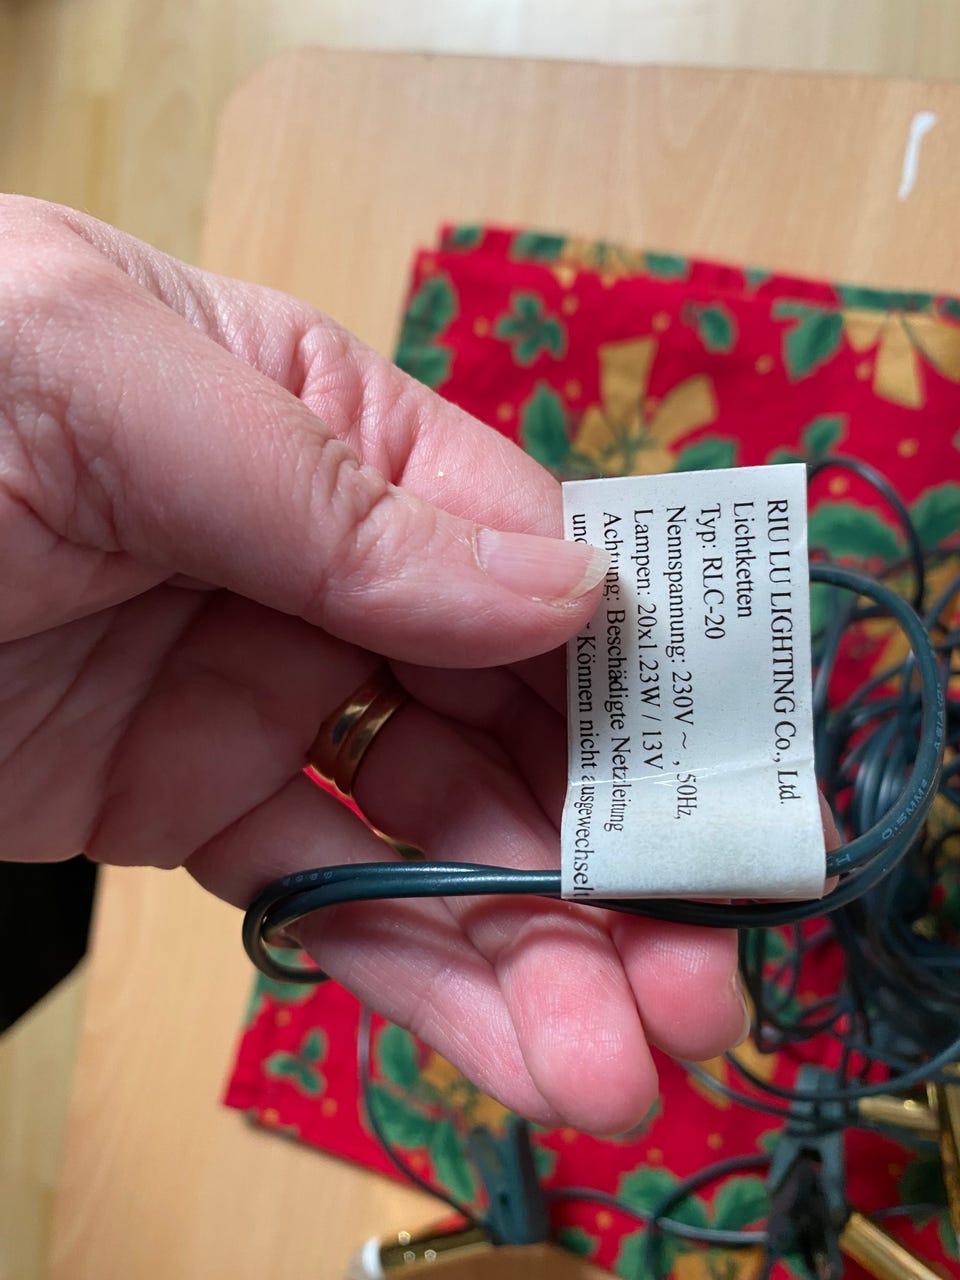 RIU LU LIGHTING Co., Ltd.
Lichtketten
Typ: RLC-20
Nennspannung: 230V ~ , 50Hz,
Lampen: 20x1.23W / 13V
Achtung: Beschädigte Netzleitung
und Können nicht ausgewechselt